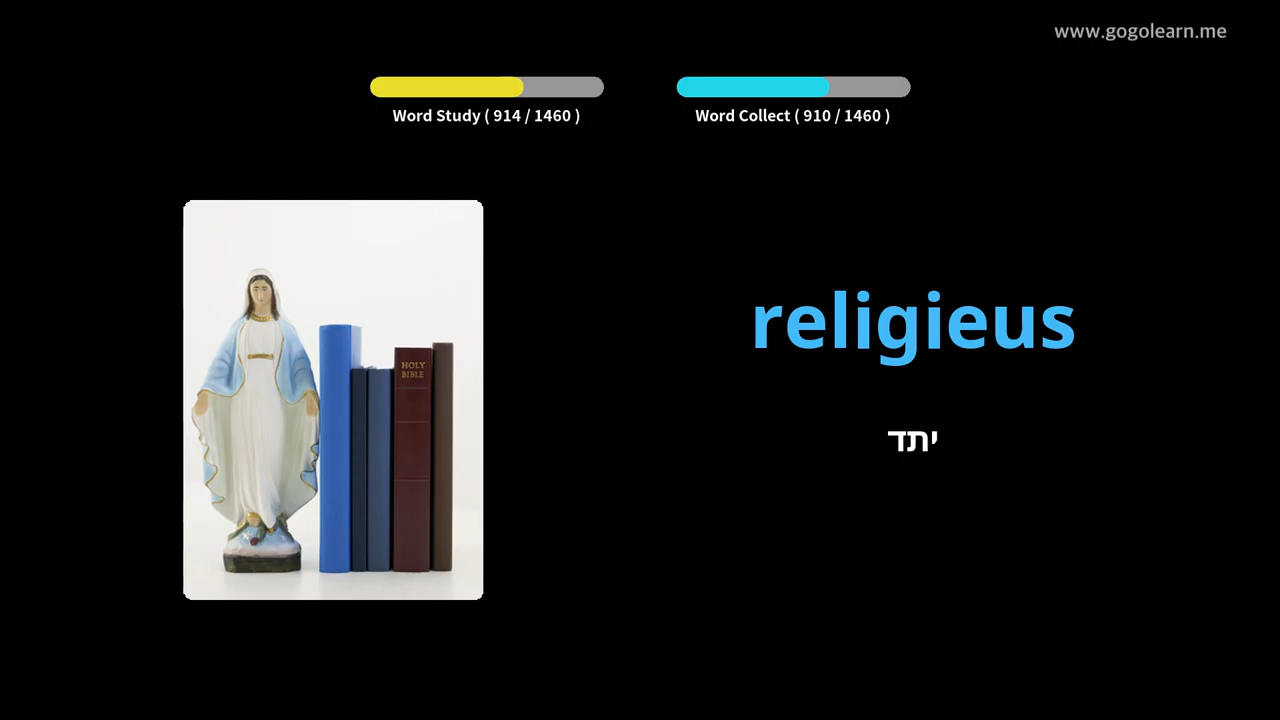 www.gogolearn.me
Word Study ( 914 / 1460 )
Word Collect ( 910 / 1460 )
HOLY
BIBLE
religieus
יתד